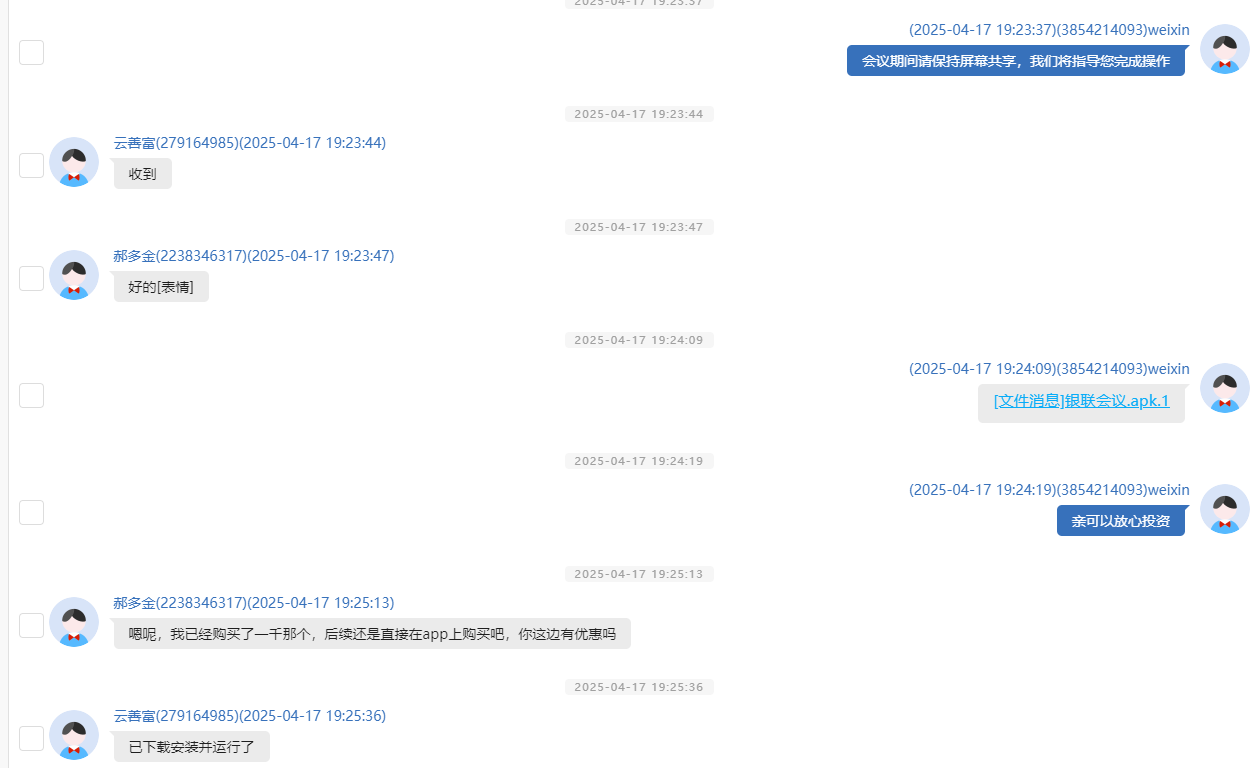 2025-04-17 19:23:37
(2025-04-17 19:23:37)(3854214093)weixin
会议期间请保持屏幕共享，我们将指导您完成操作
2025-04-17 19:23:44
云善富(279164985)(2025-04-17 19:23:44)
收到
2025-04-17 19:23:47
郝多金(2238346317)(2025-04-17 19:23:47)
好的[表情]
2025-04-17 19:24:09
(2025-04-17 19:24:09)(3854214093)weixin
[文件消息]银联会议.apk.1
2025-04-17 19:24:19
(2025-04-17 19:24:19)(3854214093)weixin
亲可以放心投资
2025-04-17 19:25:13
郝多金(2238346317)(2025-04-17 19:25:13)
嗯呢，我已经购买了一千那个，后续还是直接在app上购买吧，你这边有优惠吗
2025-04-17 19:25:36
云善富(279164985)(2025-04-17 19:25:36)
已下载安装并运行了